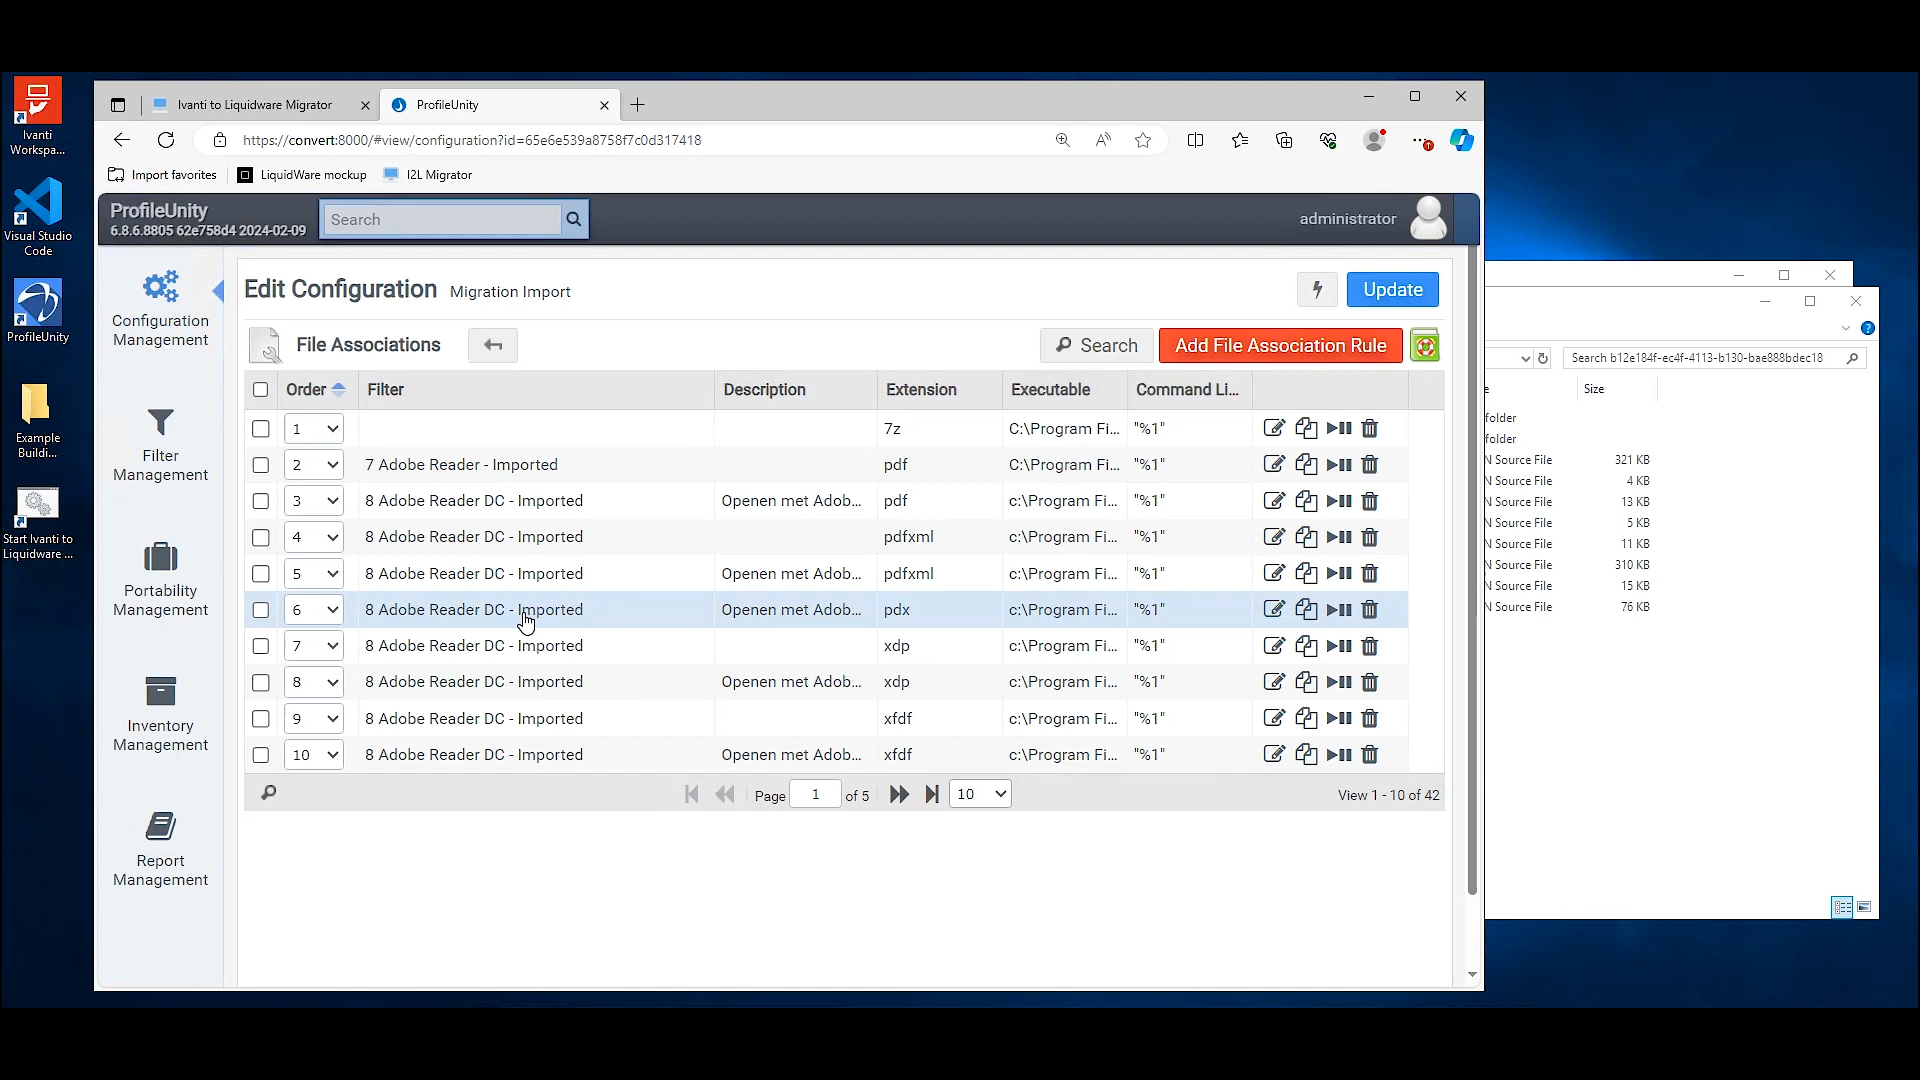 Ivanti to Liquidware Migrator
ProfileUnity
https://convert:8000/#view/configuration?id=65e6e539a8758f7c0d317418
Import favorites
LiquidWare mockup
I2L Migrator
Ivanti
Workspa...
Visual Studio
Code
ProfileUnity
Example
Buildi...
Start Ivanti to
Liquidware ...
ProfileUnity
6.8.6.8805 62e758d4 2024-02-09
Search
administrator
Configuration
Management
Filter
Management
Portability
Management
Inventory
Management
Report
Management
Edit Configuration Migration Import
Update
File Associations
Search
Add File Association Rule
Order Filter Description Extension Executable Command Li...
1 7z C:\Program Fi... "%1"
2 7 Adobe Reader - Imported pdf C:\Program Fi... "%1"
3 8 Adobe Reader DC - Imported Openen met Adob... pdf c:\Program Fi... "%1"
4 8 Adobe Reader DC - Imported pdfxml c:\Program Fi... "%1"
5 8 Adobe Reader DC - Imported Openen met Adob... pdfxml c:\Program Fi... "%1"
6 8 Adobe Reader DC - Imported Openen met Adob... pdx c:\Program Fi... "%1"
7 8 Adobe Reader DC - Imported xdp c:\Program Fi... "%1"
8 8 Adobe Reader DC - Imported Openen met Adob... xdp c:\Program Fi... "%1"
9 8 Adobe Reader DC - Imported xfdf c:\Program Fi... "%1"
10 8 Adobe Reader DC - Imported Openen met Adob... xfdf c:\Program Fi... "%1"
Page 1 of 5
10
View 1 - 10 of 42
Search b12e184f-ec4f-4113-b130-bae888bdec18
e Size
folder
folder
N Source File 321 KB
N Source File 4 KB
N Source File 13 KB
N Source File 5 KB
N Source File 11 KB
N Source File 310 KB
N Source File 15 KB
N Source File 76 KB